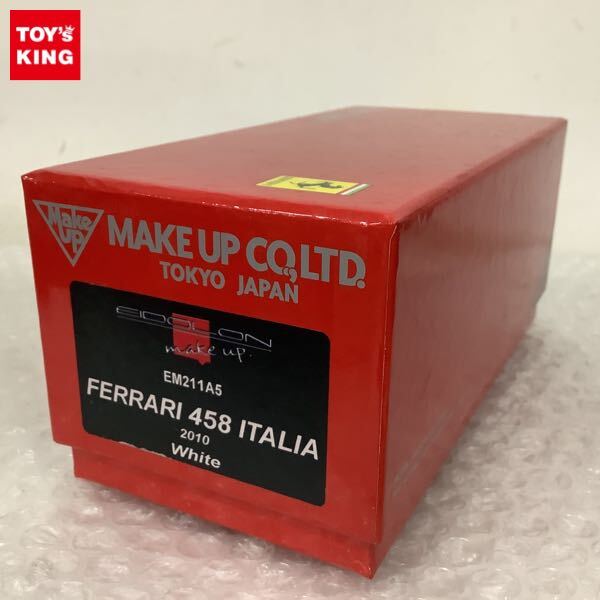 TOY's
KING
Make
Up
MAKE UP CO.,LTD.
TOKYO JAPAN
EIDOLON
make up.
EM211A5
FERRARI 458 ITALIA
2010
White